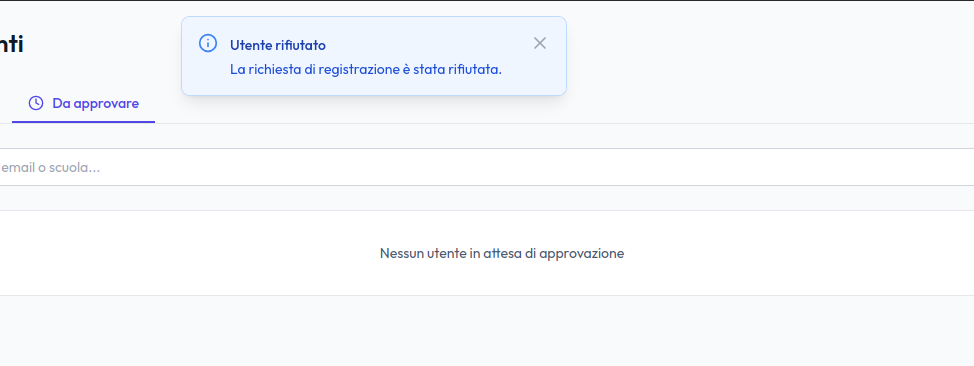 nti
Utente rifiutato
La richiesta di registrazione è stata rifiutata.
Da approvare
email o scuola...
Nessun utente in attesa di approvazione